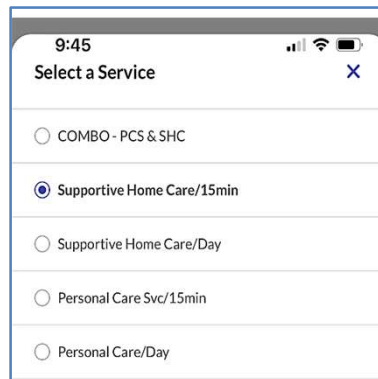 9:45
Select a Service X
COMBO - PCS & SHC
Supportive Home Care/15min
Supportive Home Care/Day
Personal Care Svc/15min
Personal Care/Day